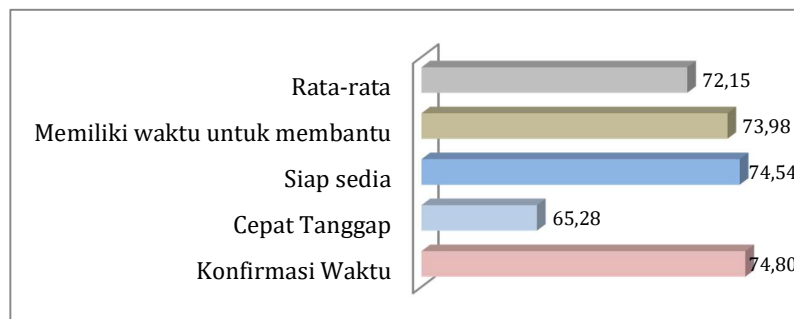 Rata-rata
72,15
Memiliki waktu untuk membantu
73,98
Siap sedia
74,54
Cepat Tanggap
65,28
Konfirmasi Waktu
74,80